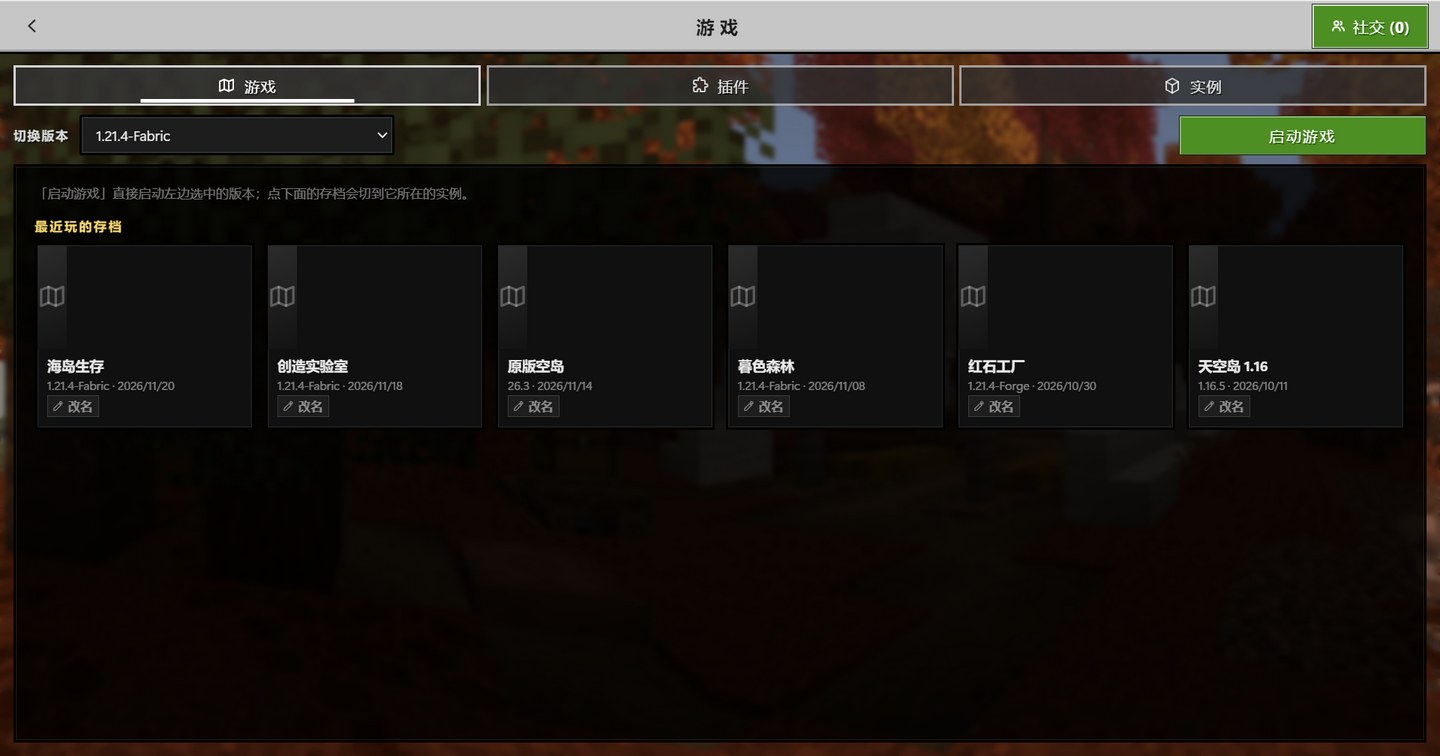 游戏
社交 (0)
游戏
插件
实例
切换版本
1.21.4-Fabric
启动游戏
「启动游戏」直接启动左边选中的版本；点下面的存档会切到它所在的实例。
最近玩的存档
海岛生存
1.21.4-Fabric · 2026/11/20
改名
创造实验室
1.21.4-Fabric · 2026/11/18
改名
原版空岛
26.3 · 2026/11/14
改名
暮色森林
1.21.4-Fabric · 2026/11/08
改名
红石工厂
1.21.4-Forge · 2026/10/30
改名
天空岛 1.16
1.16.5 · 2026/10/11
改名